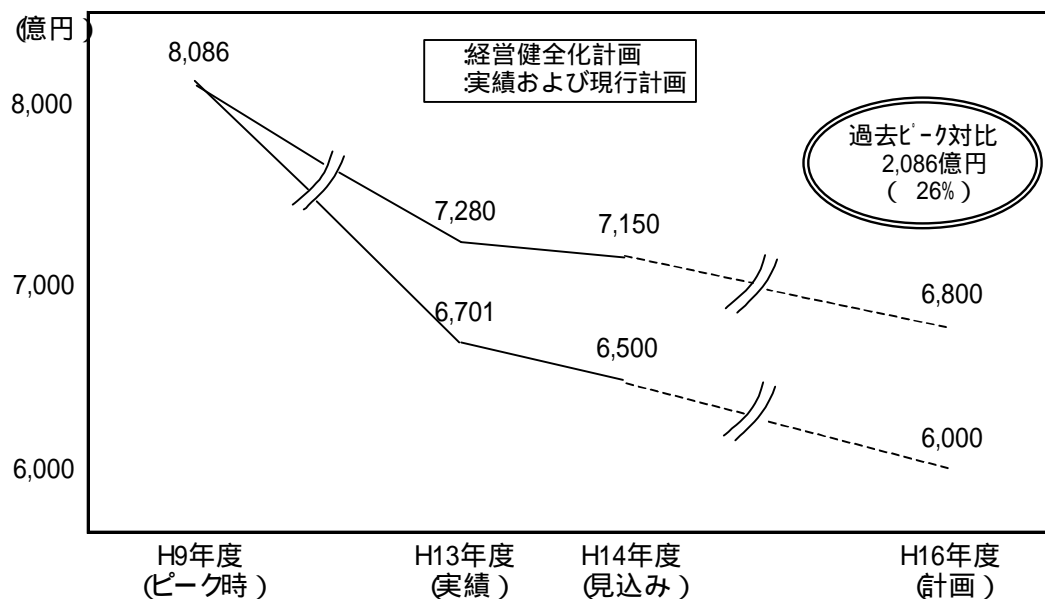 (億円)
8,086
:経営健全化計画
:実績および現行計画
8,000
過去ピーク対比
2,086億円
( 26%)
7,280
7,150
7,000
6,800
6,701
6,500
6,000
6,000
H9年度
(ピーク時)
H13年度
(実績)
H14年度
(見込み)
H16年度
(計画)